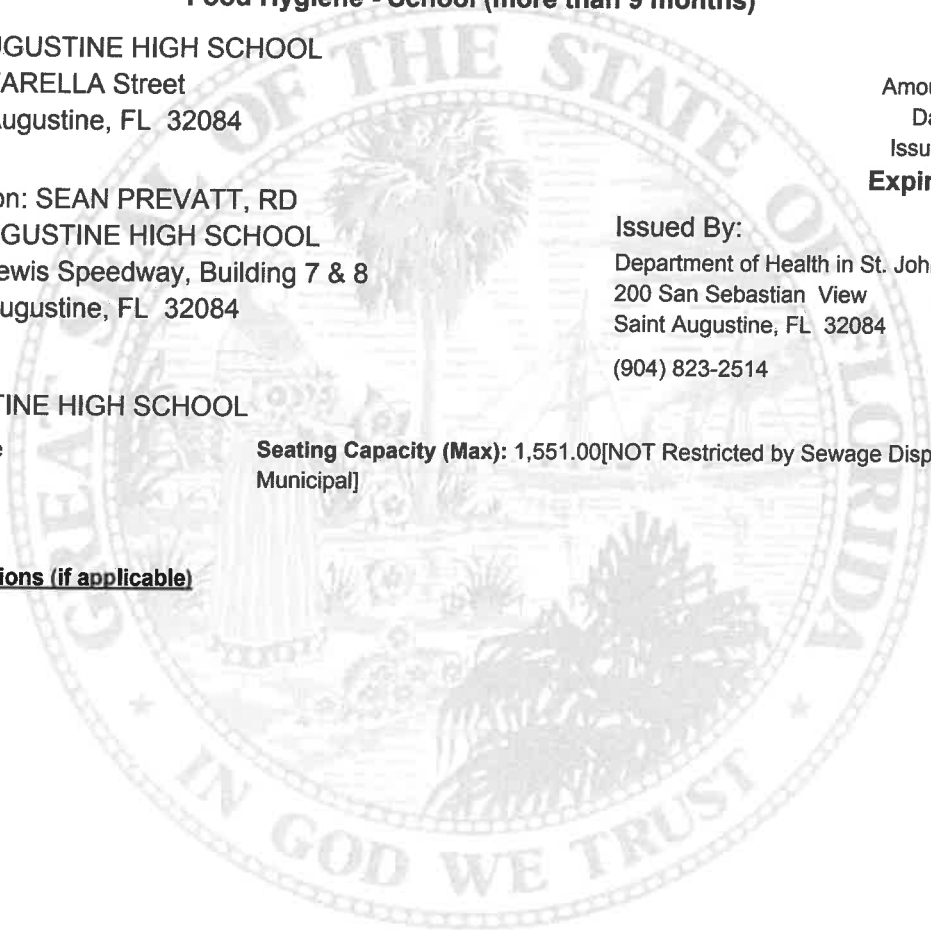 Food Hygiene - School (more than 9 months)
UGUSTINE HIGH SCHOOL
ARELLA Street
Augustine, FL 32084
Amou
Da
Issu
Expir
on: SEAN PREVATT, RD
GUSTINE HIGH SCHOOL
ewis Speedway, Building 7 & 8
ugustine, FL 32084
Issued By:
Department of Health in St. Joh
200 San Sebastian View
Saint Augustine, FL 32084
(904) 823-2514
TINE HIGH SCHOOL
e
Seating Capacity (Max): 1,551.00[NOT Restricted by Sewage Disp
Municipal]
ions (if applicable)
GREAT SEAL OF THE STATE OF FLORIDA
IN GOD WE TRUST